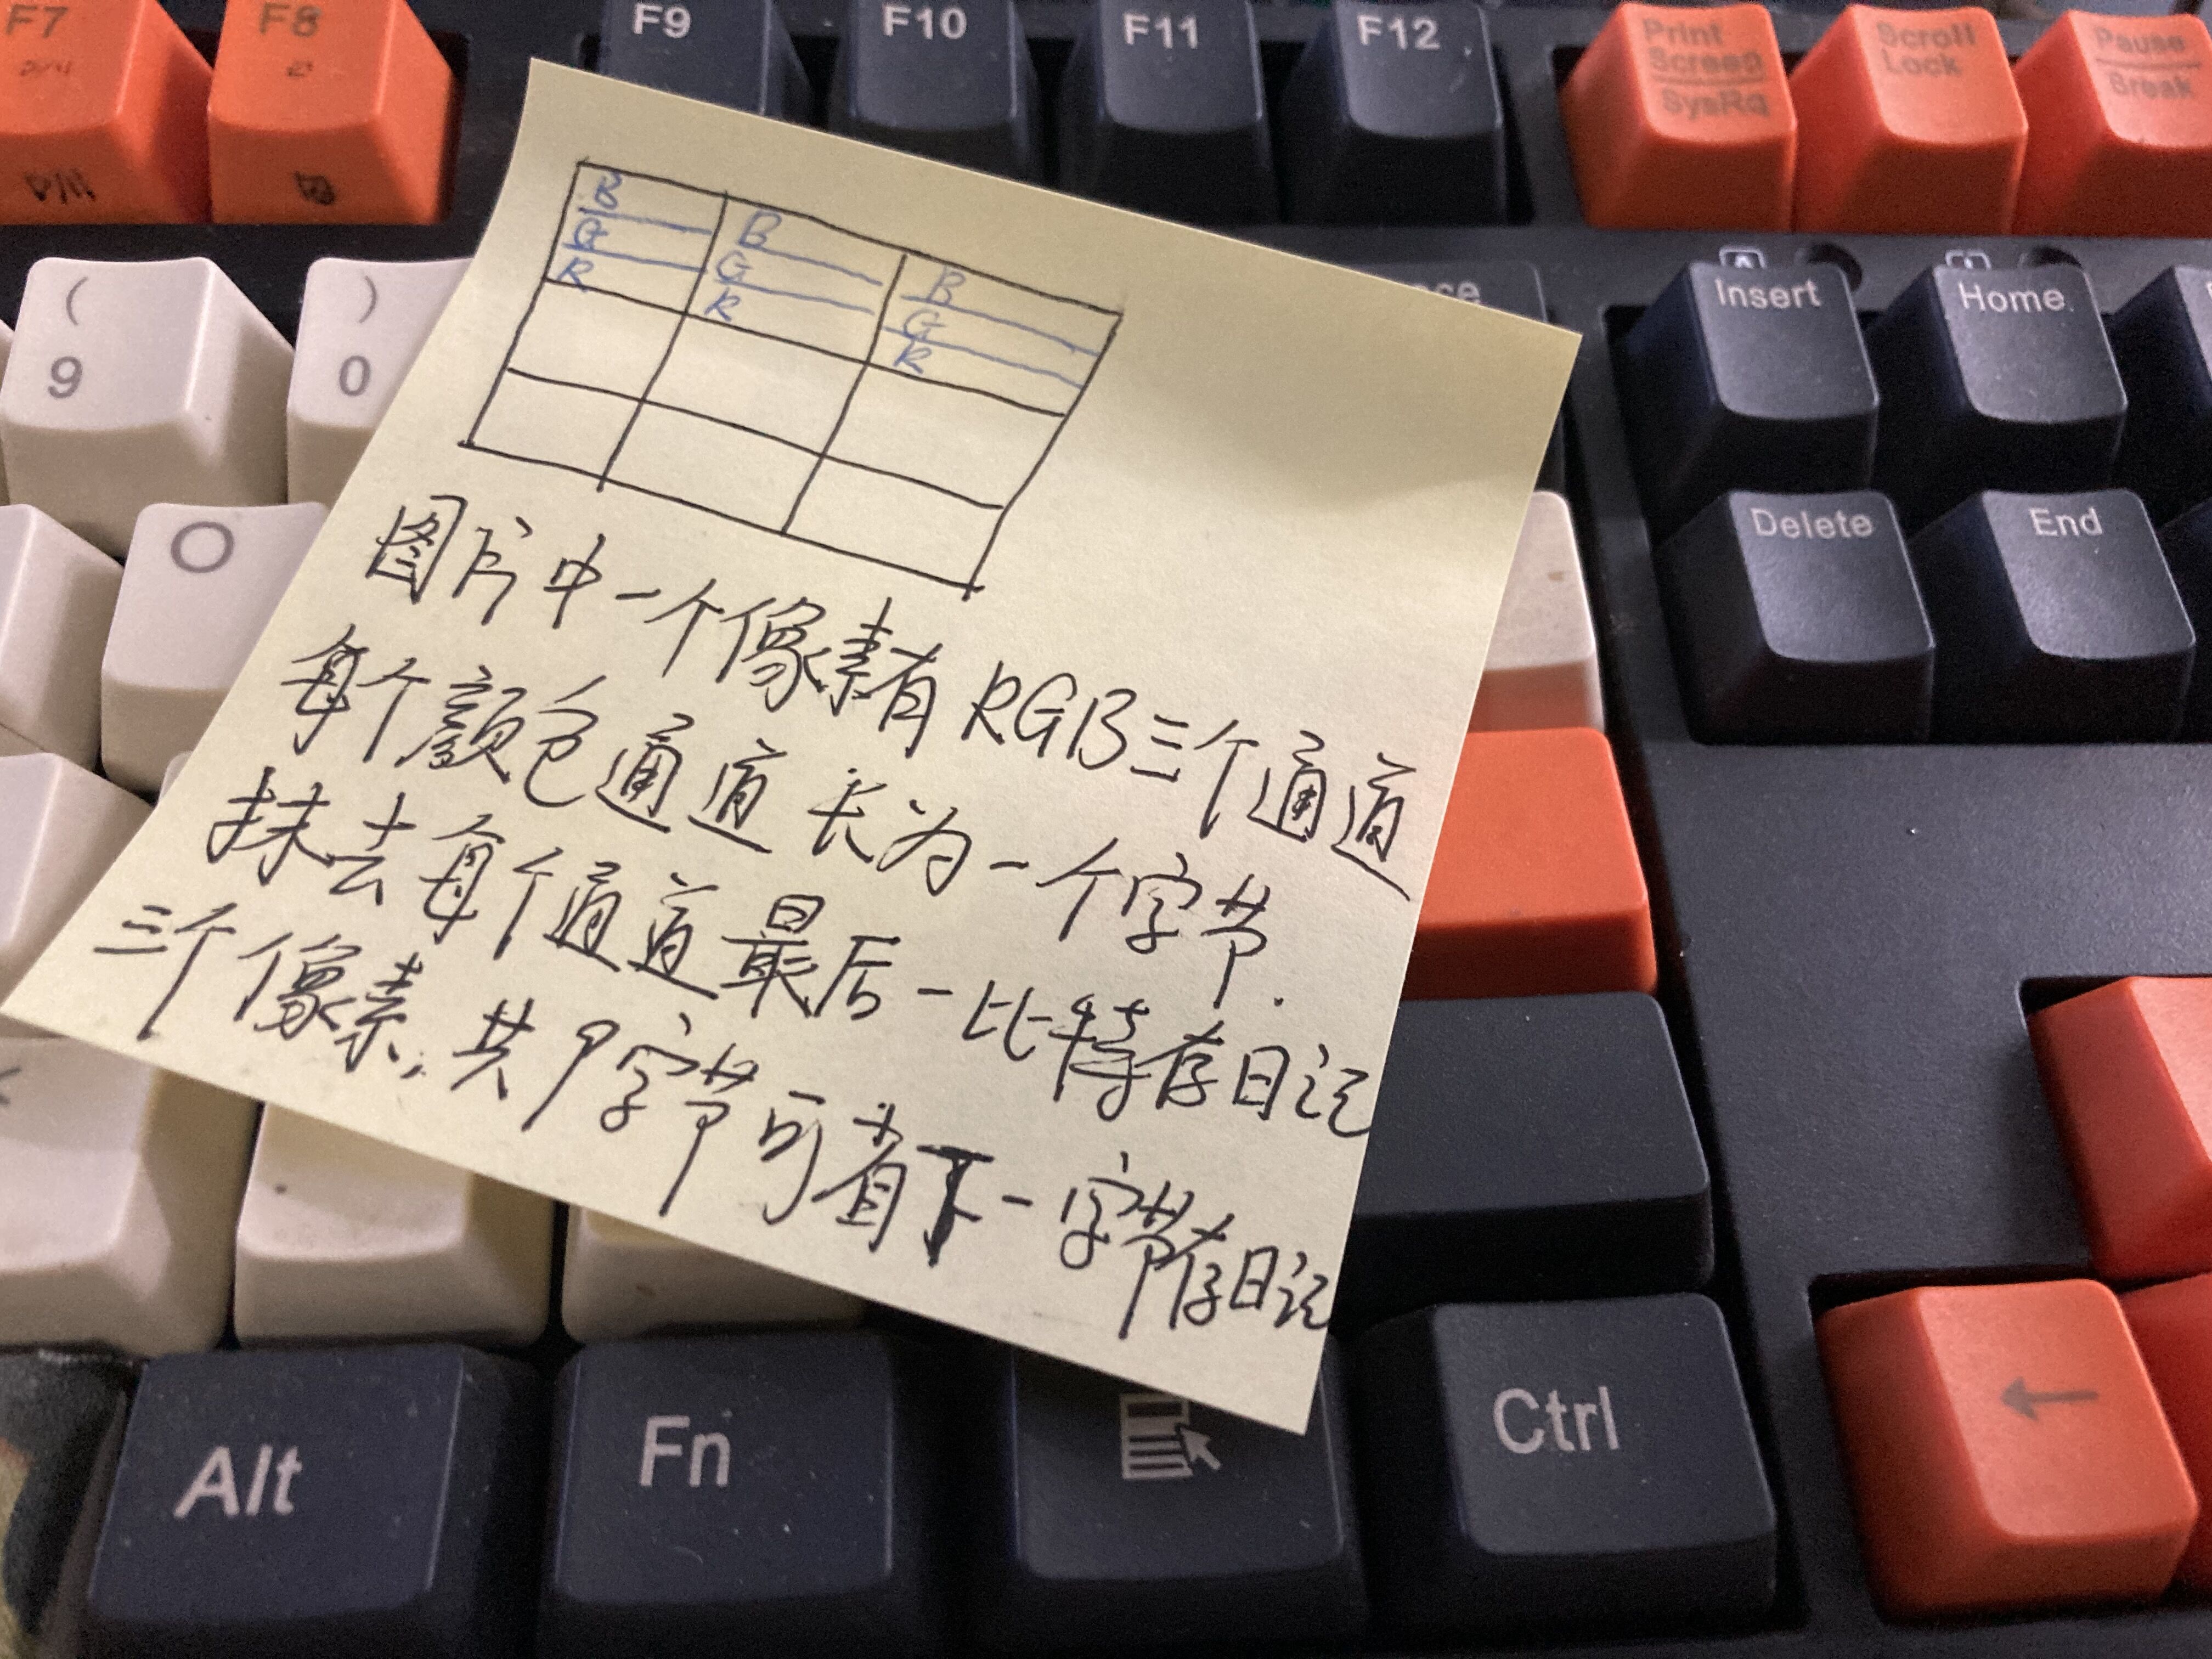 F7
F8
F9
F10
F11
F12
Print
Screen
SysRq
Scroll
Lock
Pause
Break
(
9
)
0
Insert
Home
O
Delete
End
B
G
R
B
G
R
B
G
R
图片中一个像素有RGB三个通道
每个颜色通道长为一个字节.
抹去每个通道最后一比特存日记
三个像素,共9字节可省下一字节存日记
Alt
Fn
Ctrl
←